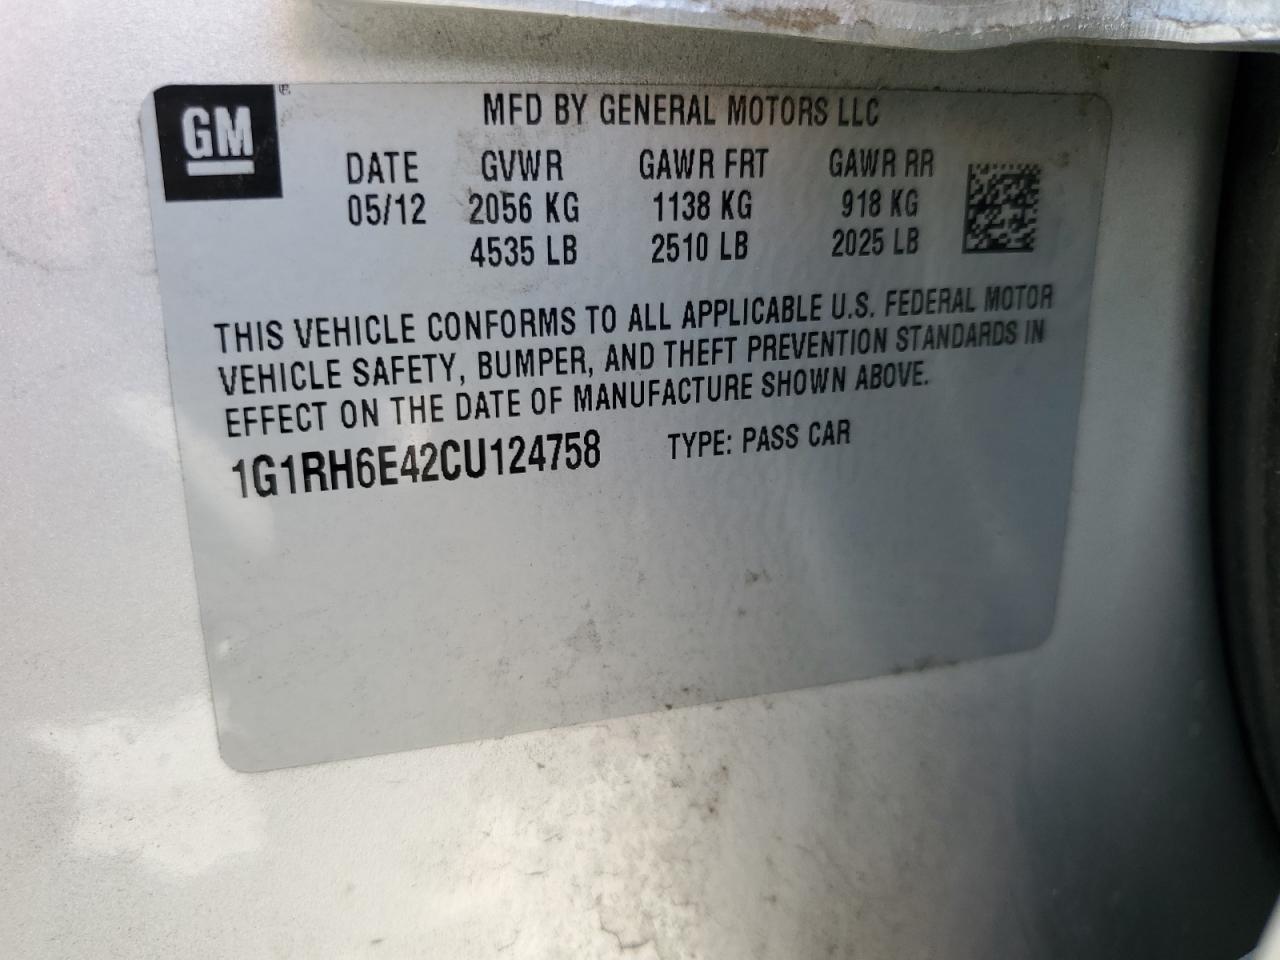 GM
MFD BY GENERAL MOTORS LLC
DATE GVWR GAWR FRT GAWR RR
05/12 2056 KG 1138 KG 918 KG
4535 LB 2510 LB 2025 LB
THIS VEHICLE CONFORMS TO ALL APPLICABLE U.S. FEDERAL MOTOR
VEHICLE SAFETY, BUMPER, AND THEFT PREVENTION STANDARDS IN
EFFECT ON THE DATE OF MANUFACTURE SHOWN ABOVE.
1G1RH6E42CU124758 TYPE: PASS CAR